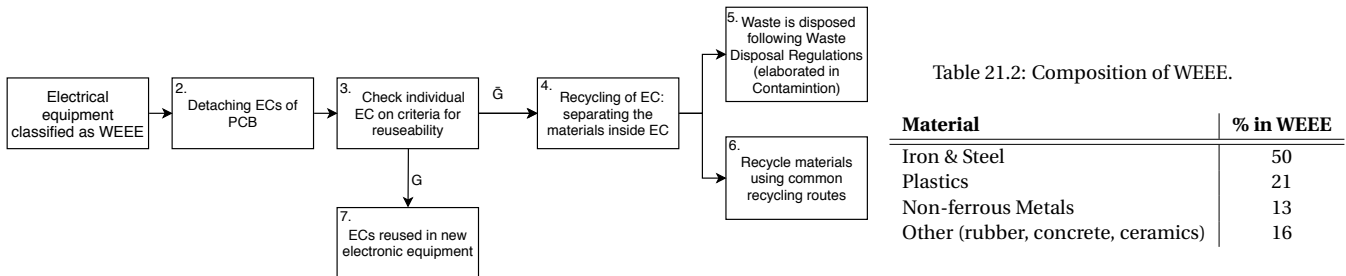 Electrical
equipment
classified as WEEE
2.
Detaching ECs of
PCB
3.
Check individual
EC on criteria for
reuseability
G
7.
ECs reused in new
electronic equipment
Ḡ
4.
Recycling of EC:
separating the
materials inside EC
5.
Waste is disposed
following Waste
Disposal Regulations
(elaborated in
Contamintion)
6.
Recycle materials
using common
recycling routes
Table 21.2: Composition of WEEE.
Material % in WEEE
Iron & Steel 50
Plastics 21
Non-ferrous Metals 13
Other (rubber, concrete, ceramics) 16